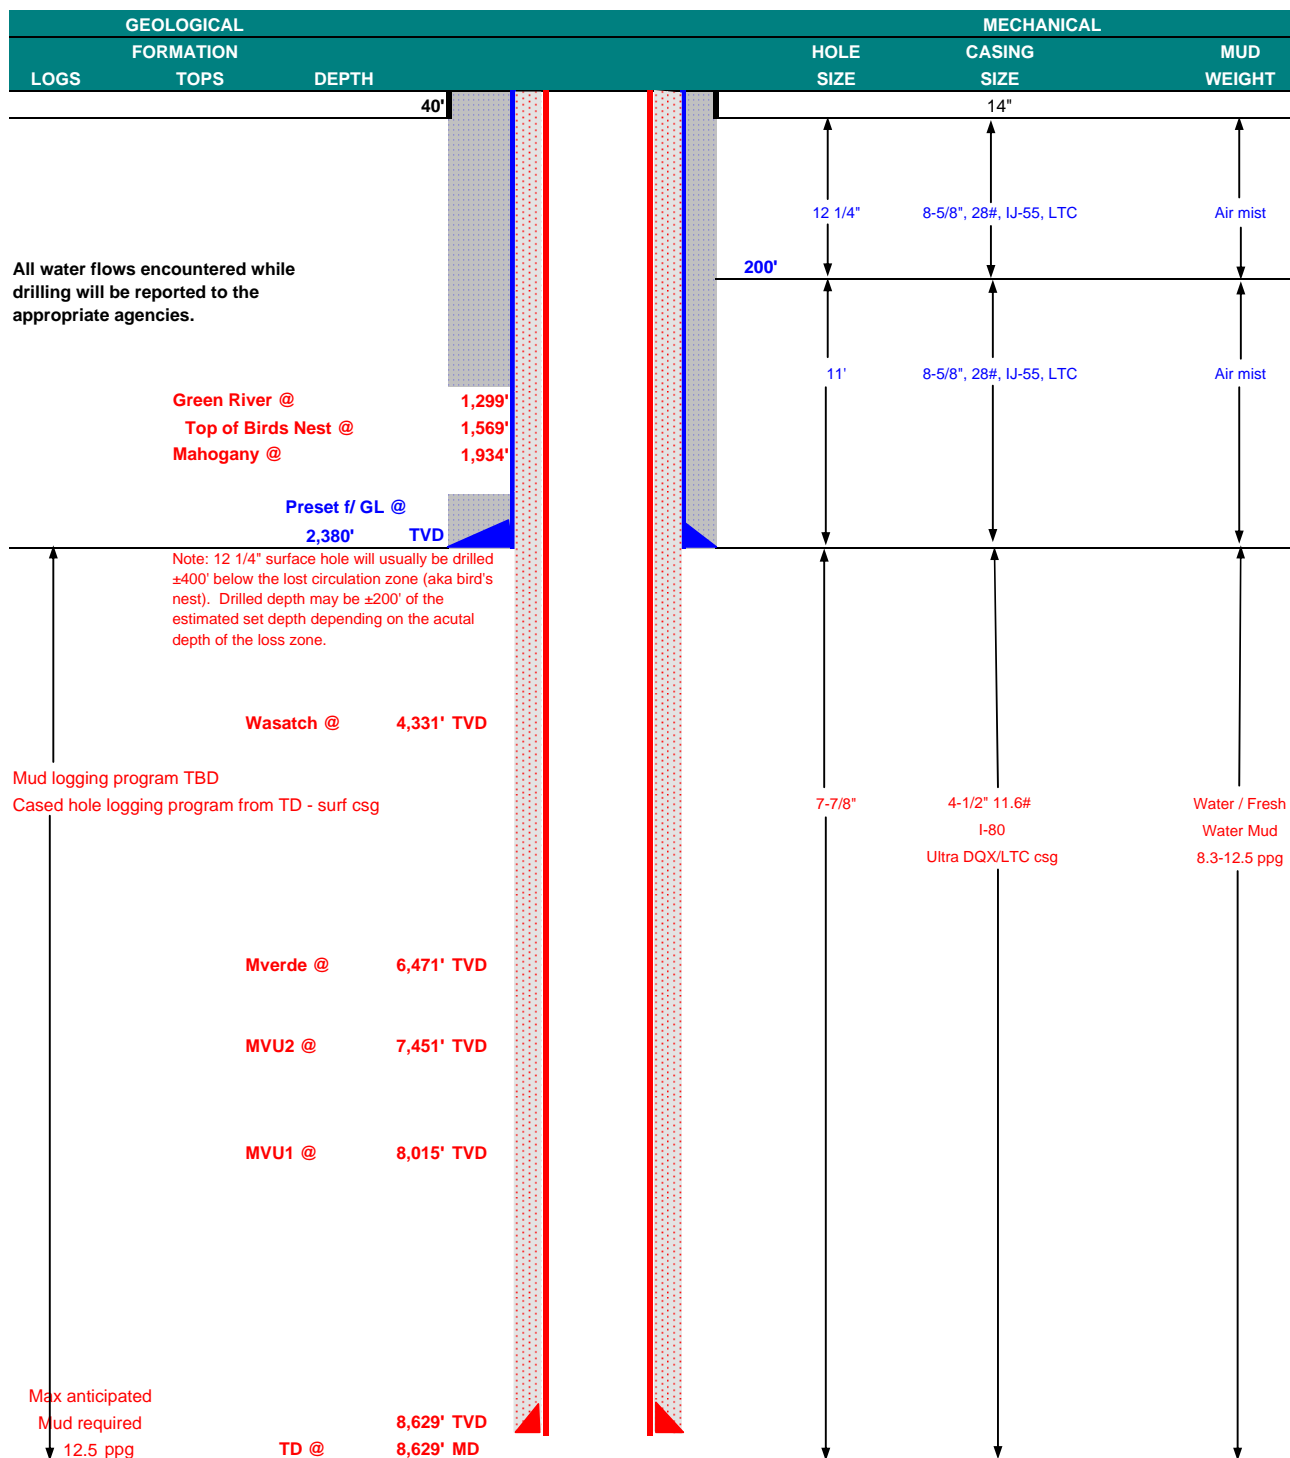 GEOLOGICAL MECHANICAL
FORMATION HOLE CASING MUD
LOGS TOPS DEPTH SIZE SIZE WEIGHT
40' 14"
12 1/4" 8-5/8", 28#, IJ-55, LTC Air mist
All water flows encountered while
drilling will be reported to the
appropriate agencies.
200'
11' 8-5/8", 28#, IJ-55, LTC Air mist
Green River @ 1,299'
Top of Birds Nest @ 1,569'
Mahogany @ 1,934'
Preset f/ GL @
2,380' TVD
Note: 12 1/4" surface hole will usually be drilled
±400' below the lost circulation zone (aka bird's
nest). Drilled depth may be ±200' of the
estimated set depth depending on the acutal
depth of the loss zone.
Wasatch @ 4,331' TVD
Mud logging program TBD
Cased hole logging program from TD - surf csg
7-7/8" 4-1/2" 11.6# Water / Fresh
I-80 Water Mud
Ultra DQX/LTC csg 8.3-12.5 ppg
Mverde @ 6,471' TVD
MVU2 @ 7,451' TVD
MVU1 @ 8,015' TVD
Max anticipated
Mud required 8,629' TVD
12.5 ppg TD @ 8,629' MD